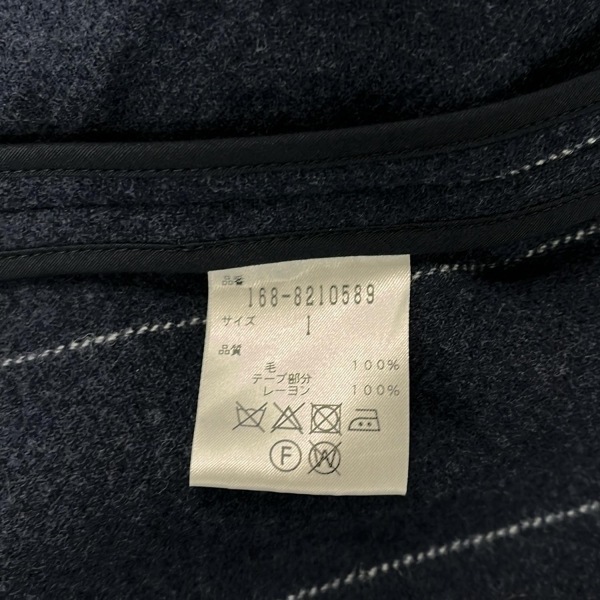 品番
168-8210589
サイズ
1
品質
毛 100%
テープ部分
レーヨン 100%
F W